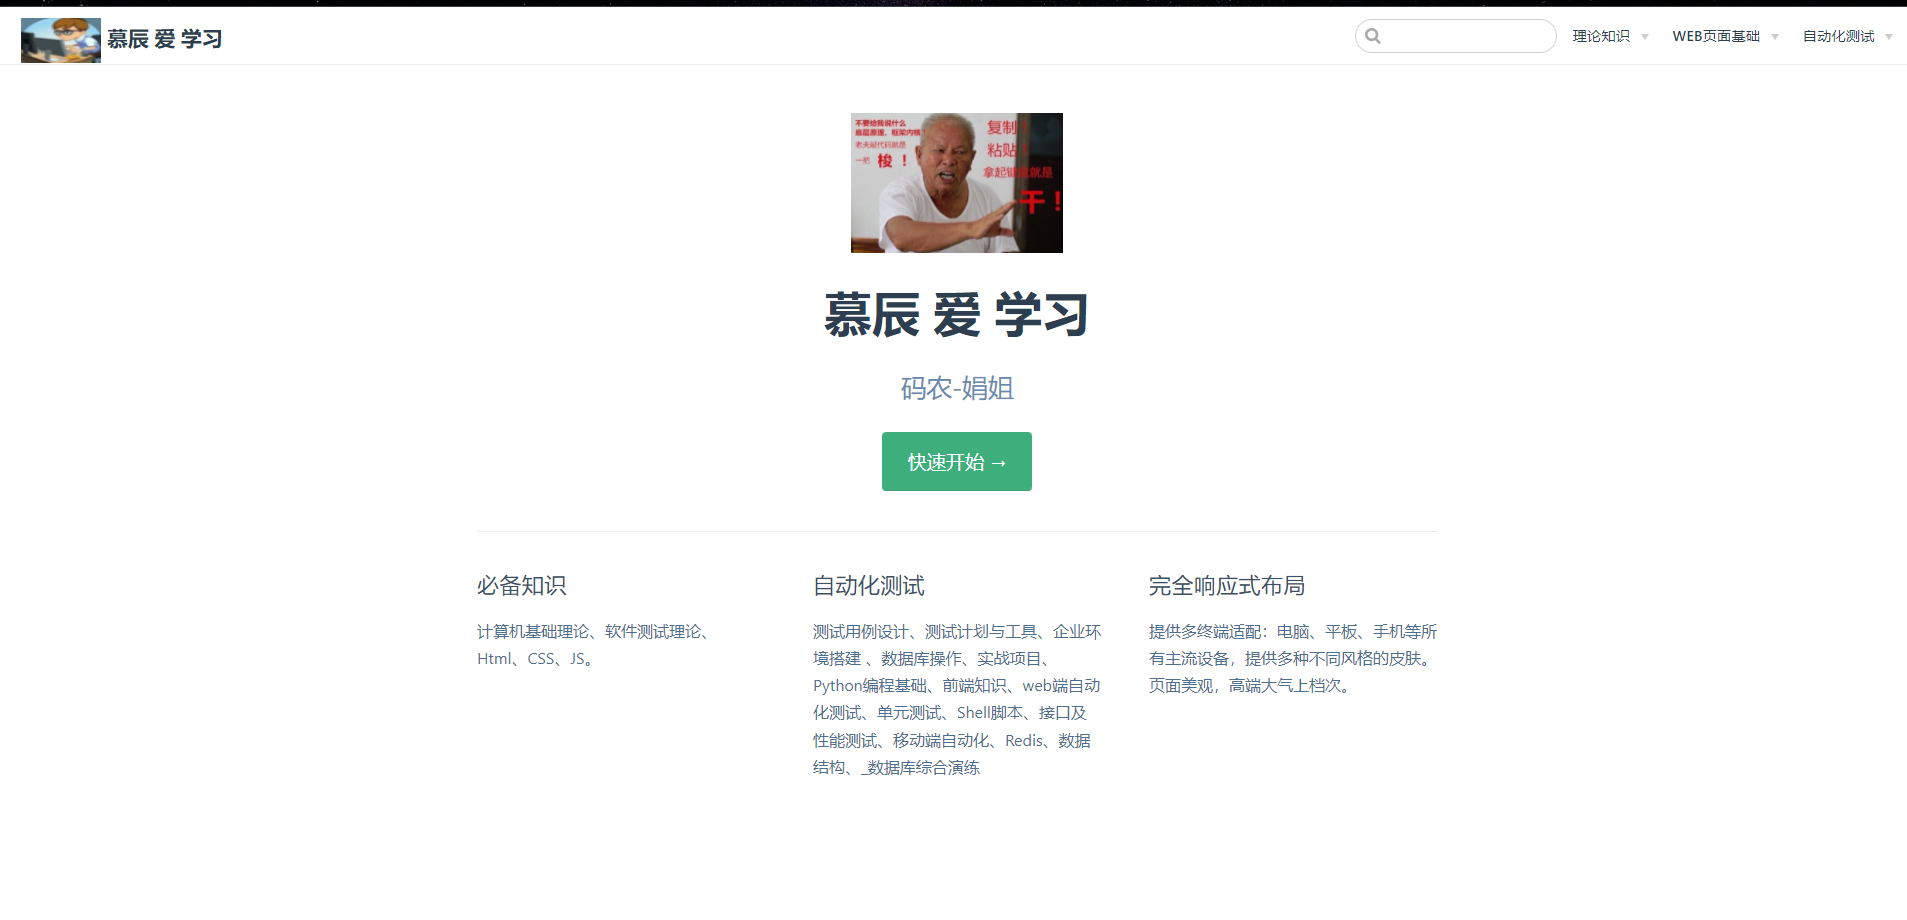 慕辰 爱 学习
理论知识
WEB页面基础
自动化测试
不要给我说什么
底层原理、框架内核!
老夫敲代码就是
一把 梭 !
复制!
粘贴!
拿起键盘就是
干 !
慕辰 爱 学习
码农-娟姐
快速开始 →
必备知识
计算机基础理论、软件测试理论、
Html、CSS、JS。
自动化测试
测试用例设计、测试计划与工具、企业环
境搭建 、数据库操作、实战项目、
Python编程基础、前端知识、web端自动
化测试、单元测试、Shell脚本、接口及
性能测试、移动端自动化、Redis、数据
结构、_数据库综合演练
完全响应式布局
提供多终端适配：电脑、平板、手机等所
有主流设备，提供多种不同风格的皮肤。
页面美观，高端大气上档次。